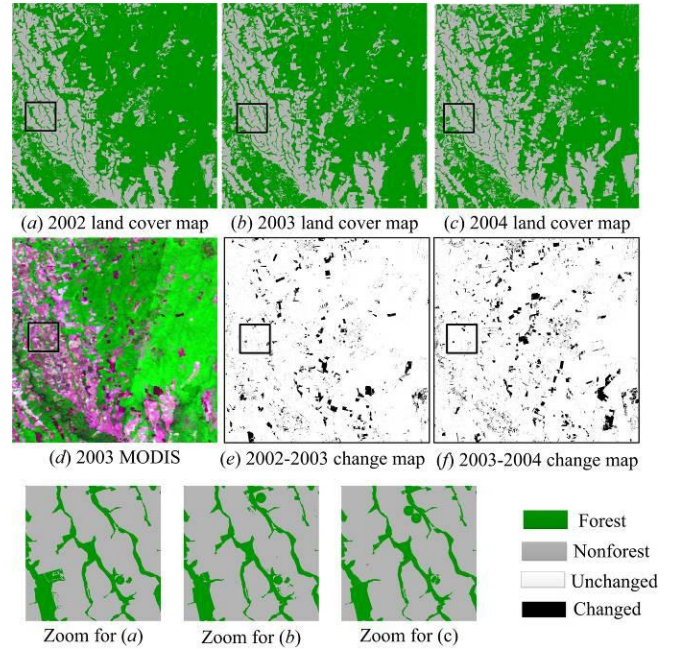 (a) 2002 land cover map
(b) 2003 land cover map
(c) 2004 land cover map
(d) 2003 MODIS
(e) 2002-2003 change map
(f) 2003-2004 change map
Forest
Nonforest
Unchanged
Changed
Zoom for (a)
Zoom for (b)
Zoom for (c)